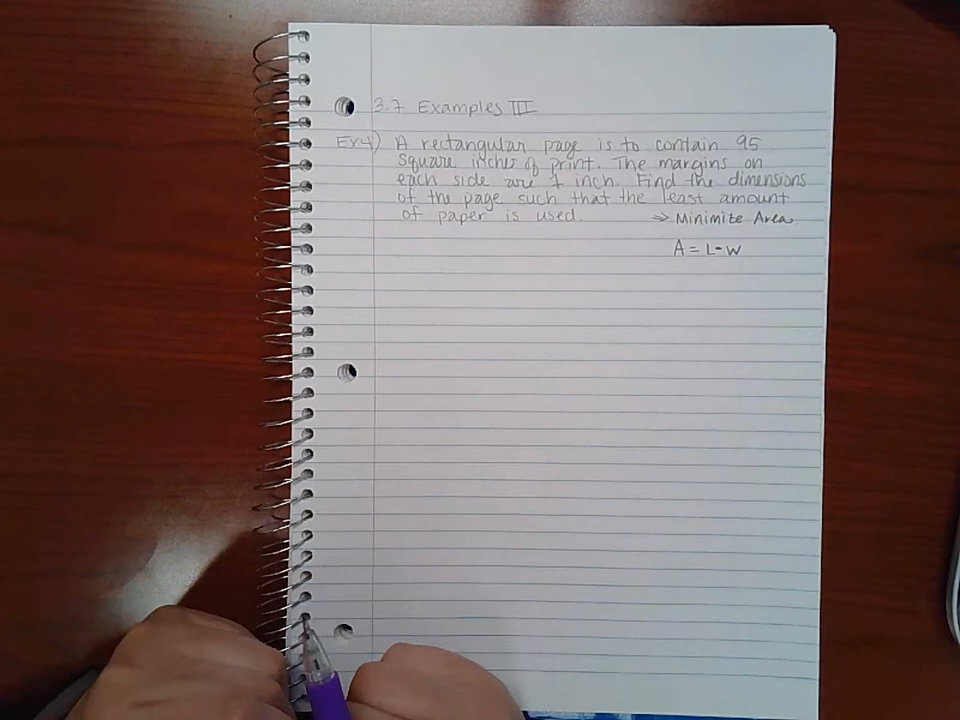 3.7 Examples III
Ex4) A rectangular page is to contain 95
square inches of print. The margins on
each side are 1 inch. Find the dimensions
of the page such that the least amount
of paper is used. ⇒ Minimize Area
A = L·W